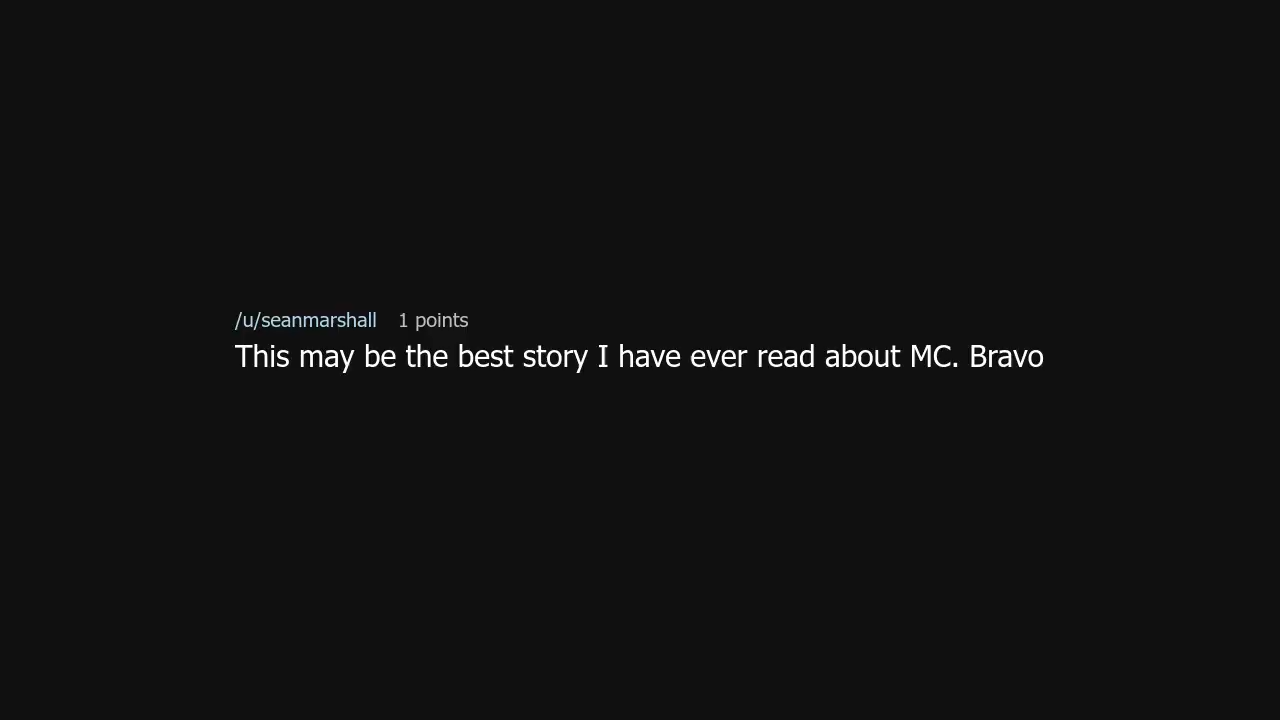 /u/seanmarshall 1 points
This may be the best story I have ever read about MC. Bravo